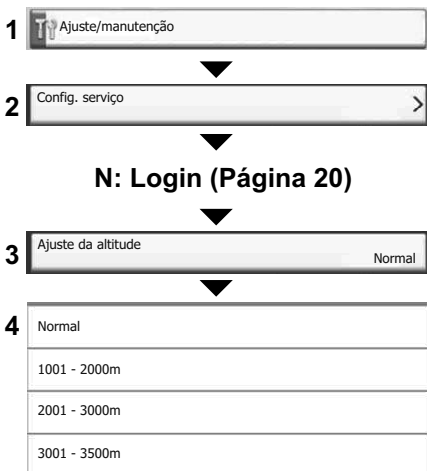 1 Ajuste/manutenção
2 Config. serviço
N: Login (Página 20)
3 Ajuste da altitude
Normal
4 Normal
1001 - 2000m
2001 - 3000m
3001 - 3500m